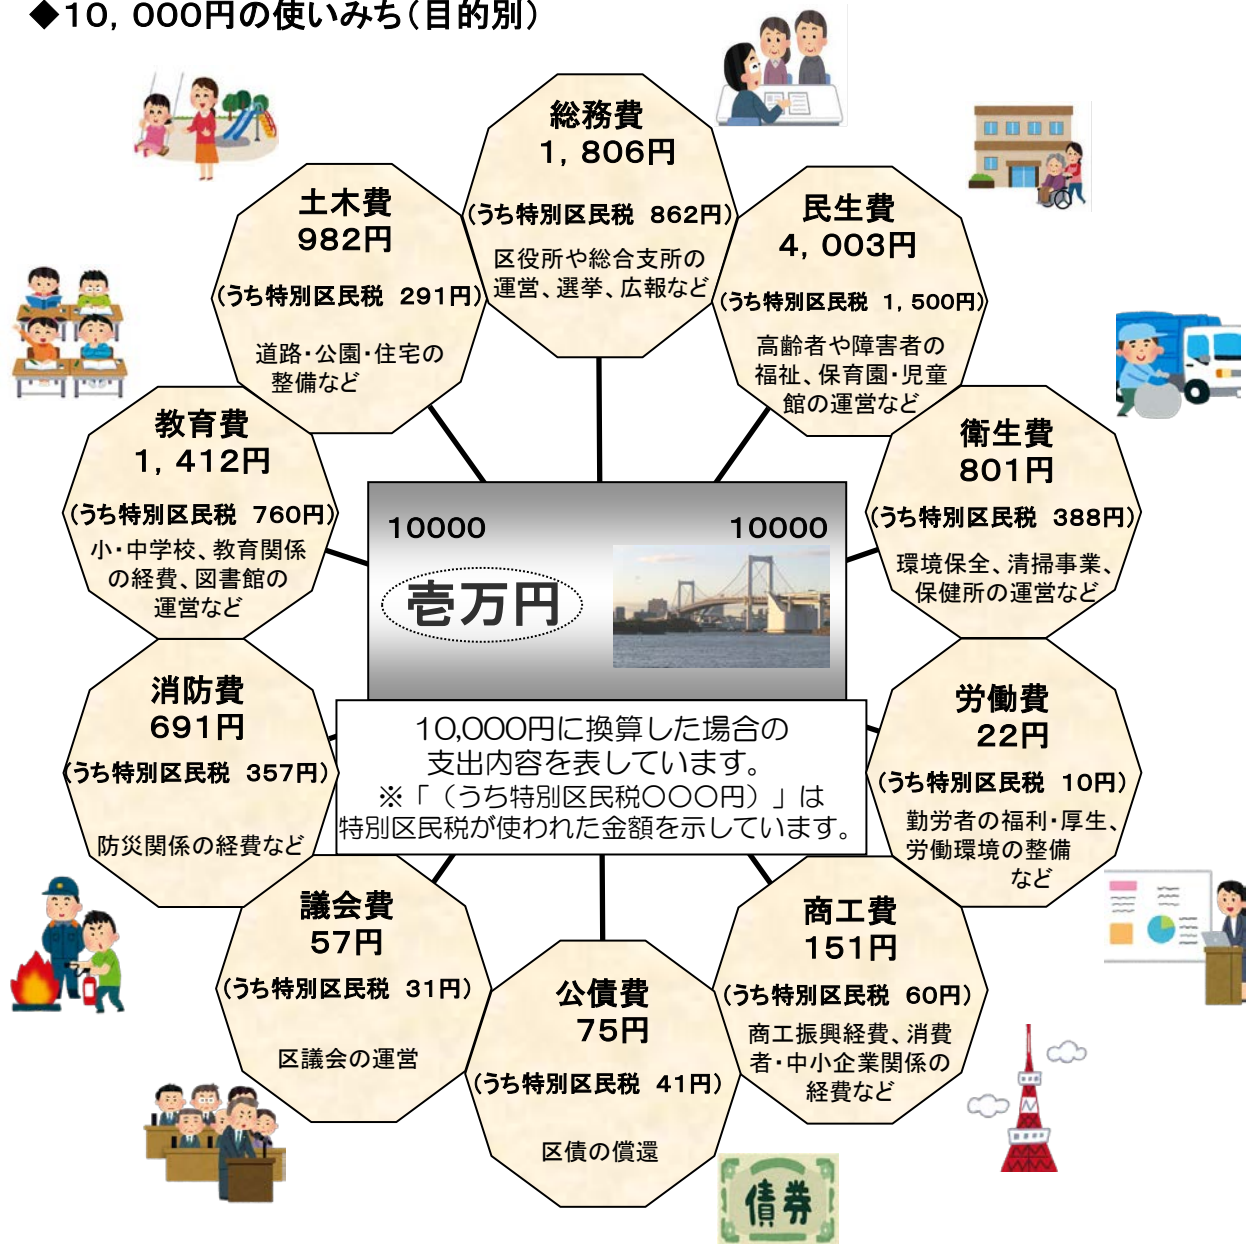 ◆10,000円の使いみち(目的別)
総務費
1,806円
(うち特別区民税 862円)
区役所や総合支所の
運営、選挙、広報など
民生費
4,003円
(うち特別区民税 1,500円)
高齢者や障害者の
福祉、保育園・児童
館の運営など
衛生費
801円
(うち特別区民税 388円)
環境保全、清掃事業、
保健所の運営など
労働費
22円
(うち特別区民税 10円)
勤労者の福利・厚生、
労働環境の整備
など
商工費
151円
(うち特別区民税 60円)
商工振興経費、消費
者・中小企業関係の
経費など
公債費
75円
(うち特別区民税 41円)
区債の償還
債券
議会費
57円
(うち特別区民税 31円)
区議会の運営
消防費
691円
(うち特別区民税 357円)
防災関係の経費など
教育費
1,412円
(うち特別区民税 760円)
小・中学校、教育関係
の経費、図書館の
運営など
土木費
982円
(うち特別区民税 291円)
道路・公園・住宅の
整備など
10000
10000
壱万円
10,000円に換算した場合の
支出内容を表しています。
※「(うち特別区民税〇〇〇円)」は
特別区民税が使われた金額を示しています。